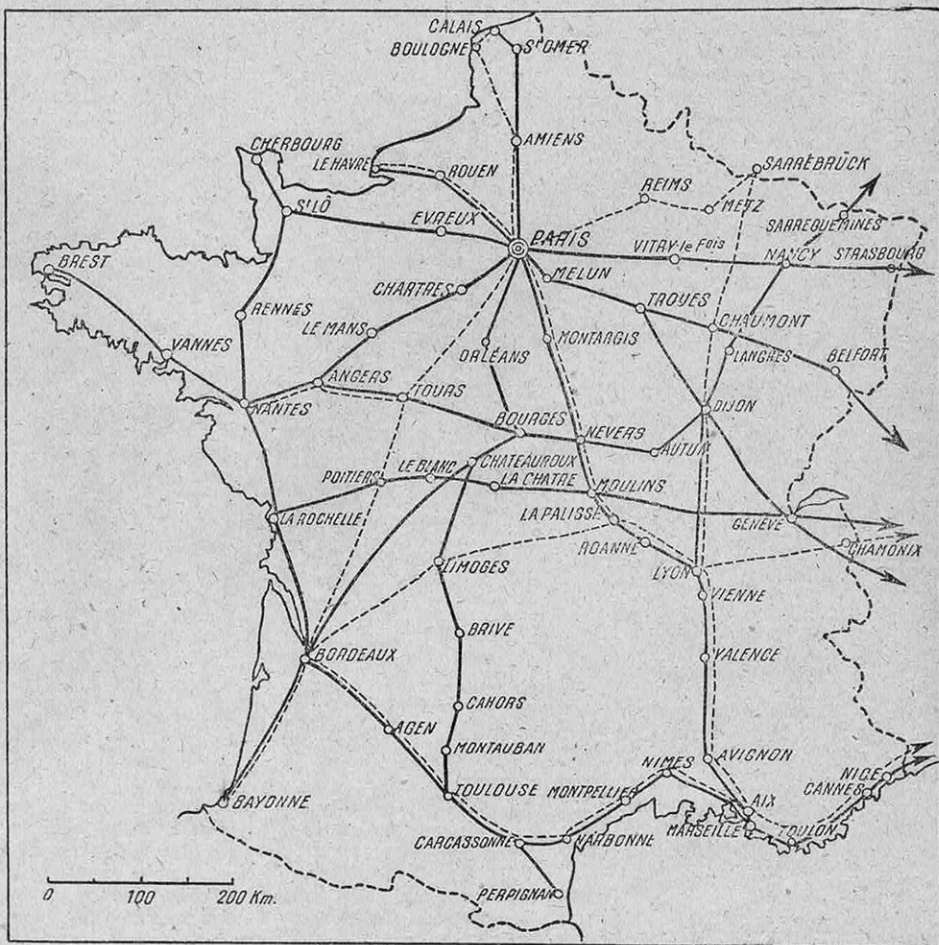 CALAIS
BOULOGNE
St OMER
AMIENS
CHERBOURG
LE HAVRE
ROUEN
SARRËBRÜCK
REIMS
METZ
St LÔ
EVREUX
SARREGUEMINES
PARIS
VITRY-le Fois
NANCY
STRASBOURG
BREST
MELUN
CHARTRES
TROYES
RENNES
LE MANS
MONTARGIS
CHAUMONT
VANNES
ORLÉANS
LANGRES
BELFORT
ANGERS
TOURS
NANTES
DIJON
BOURGES
NEVERS
AUTUN
POITIERS
LE BLANC
CHATEAUROUX
LA CHATRE
MOULINS
LA ROCHELLE
LA PALISSE
GENÈVE
ROANNE
CHAMONIX
LIMOGES
LYON
VIENNE
BRIVE
BORDEAUX
VALENCE
CAHORS
AGEN
MONTAUBAN
AVIGNON
NIMES
NICE
CANNES
BAYONNE
TOULOUSE
MONTPELLIER
AIX
MARSEILLE
TOULON
CARCASSONNE
NARBONNE
PERPIGNAN
0 100 200 Km.